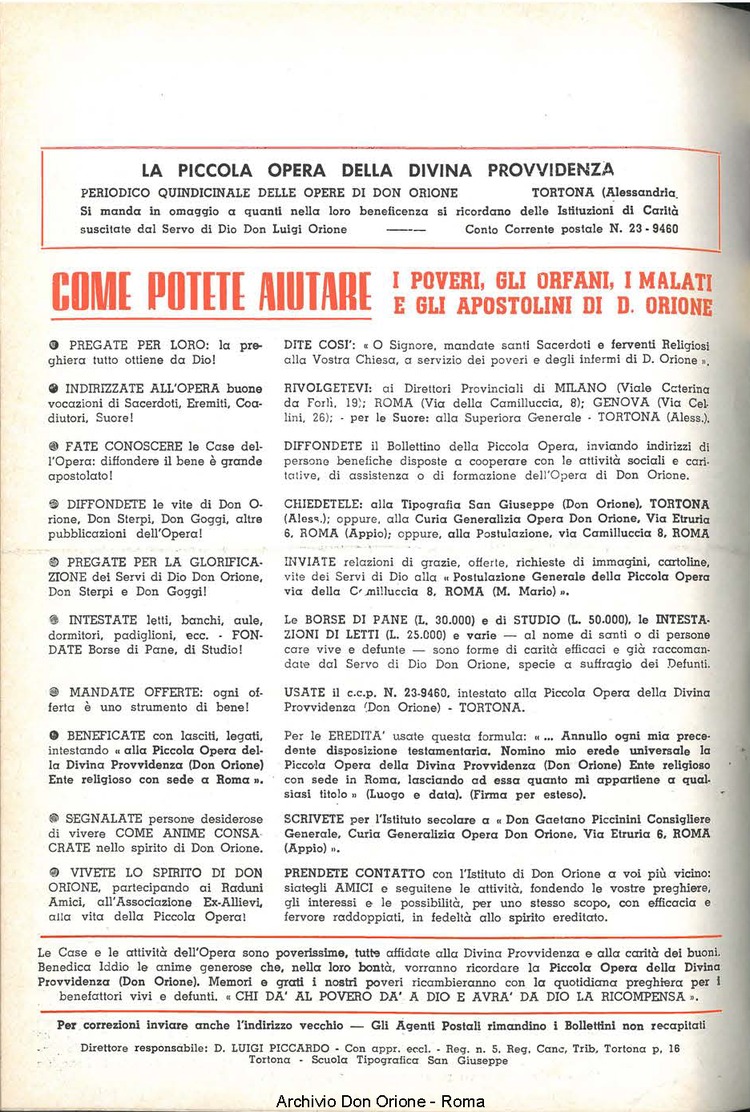 LA PICCOLA OPERA DELLA DIVINA PROVVIDENZA
PERIODICO QUINDICINALE DELLE OPERE DI DON ORIONE TORTONA (Alessandria.
Si manda in omaggio a quanti nella loro beneficenza si ricordano delle Istituzioni di Carità
suscitate dal Servo di Dio Don Luigi Orione ——— Conto Corrente postale N. 23 - 9460
COME POTETE AIUTARE
I POVERI, GLI ORFANI, I MALATI
E GLI APOSTOLINI DI D. ORIONE
PREGATE PER LORO: la pre-
ghiera tutto ottiene da Dio!
DITE COSI': « O Signore, mandate santi Sacerdoti e ferventi Religiosi
alla Vostra Chiesa, a servizio dei poveri e degli infermi di D. Orione ».
INDIRIZZATE ALL'OPERA buone
vocazioni di Sacerdoti, Eremiti, Coa-
diutori, Suore!
RIVOLGETEVI: ai Direttori Provinciali di MILANO (Viale Caterina
da Forlì, 19); ROMA (Via della Camilluccia, 8); GENOVA (Via Cel-
lini, 26); - per le Suore: alla Superiora Generale - TORTONA (Aless.).
FATE CONOSCERE le Case del-
l'Opera: diffondere il bene è grande
apostolato!
DIFFONDETE il Bollettino della Piccola Opera, inviando indirizzi di
persone benefiche disposte a cooperare con le attività sociali e cari-
tative, di assistenza o di formazione dell'Opera di Don Orione.
DIFFONDETE le vite di Don O-
rione, Don Sterpi, Don Goggi, altre
pubblicazioni dell'Opera!
CHIEDETELE: alla Tipografia San Giuseppe (Don Orione), TORTONA
(Aless.); oppure, alla Curia Generalizia Opera Don Orione, Via Etruria
6, ROMA (Appio); oppure, alla Postulazione, via Camilluccia 8, ROMA
PREGATE PER LA GLORIFICA-
ZIONE dei Servi di Dio Don Orione,
Don Sterpi e Don Goggi!
INVIATE relazioni di grazie, offerte, richieste di immagini, cartoline,
vite dei Servi di Dio alla « Postulazione Generale della Piccola Opera
via della Camilluccia 8, ROMA (M. Mario) ».
INTESTATE letti, banchi, aule,
dormitori, padiglioni, ecc. - FON-
DATE Borse di Pane, di Studio!
Le BORSE DI PANE (L. 30.000) e di STUDIO (L. 50.000), le INTESTA-
ZIONI DI LETTI (L. 25.000) e varie — al nome di santi o di persone
care vive e defunte — sono forme di carità efficaci e già raccoman-
date dal Servo di Dio Don Orione, specie a suffragio dei Defunti.
MANDATE OFFERTE: ogni of-
ferta è uno strumento di bene!
USATE il c.c.p. N. 23-9460, intestato alla Piccola Opera della Divina
Provvidenza (Don Orione) - TORTONA.
BENEFICATE con lasciti, legati,
intestando « alla Piccola Opera del-
la Divina Provvidenza (Don Orione)
Ente religioso con sede a Roma ».
Per le EREDITA' usate questa formula: « ... Annullo ogni mia prece-
dente disposizione testamentaria. Nomino mio erede universale la
Piccola Opera della Divina Provvidenza (Don Orione) Ente religioso
con sede in Roma, lasciando ad essa quanto mi appartiene a qual-
siasi titolo » (Luogo e data). (Firma per esteso).
SEGNALATE persone desiderose
di vivere COME ANIME CONSA-
CRATE nello spirito di Don Orione.
SCRIVETE per l'Istituto secolare a « Don Gaetano Piccinini Consigliere
Generale, Curia Generalizia Opera Don Orione, Via Etruria 6, ROMA
(Appio) ».
VIVETE LO SPIRITO DI DON
ORIONE, partecipando ai Raduni
Amici, all'Associazione Ex-Allievi,
alla vita della Piccola Opera!
PRENDETE CONTATTO con l'Istituto di Don Orione a voi più vicino:
siategli AMICI e seguitene le attività, fondendo le vostre preghiere,
gli interessi e le possibilità, per uno stesso scopo, con efficacia e
fervore raddoppiati, in fedeltà allo spirito ereditato.
Le Case e le attività dell'Opera sono poverissime, tutte affidate alla Divina Provvidenza e alla carità dei buoni.
Benedica Iddio le anime generose che, nella loro bontà, vorranno ricordare la Piccola Opera della Divina
Provvidenza (Don Orione). Memori e grati i nostri poveri ricambieranno con la quotidiana preghiera per i
benefattori vivi e defunti. « CHI DA' AL POVERO DA' A DIO E AVRA' DA DIO LA RICOMPENSA ».
Per correzioni inviare anche l'indirizzo vecchio — Gli Agenti Postali rimandino i Bollettini non recapitati
Direttore responsabile: D. LUIGI PICCARDO - Con appr. eccl. - Reg. n. 5. Reg. Canc, Trib, Tortona p, 16
Tortona - Scuola Tipografica San Giuseppe
Archivio Don Orione - Roma